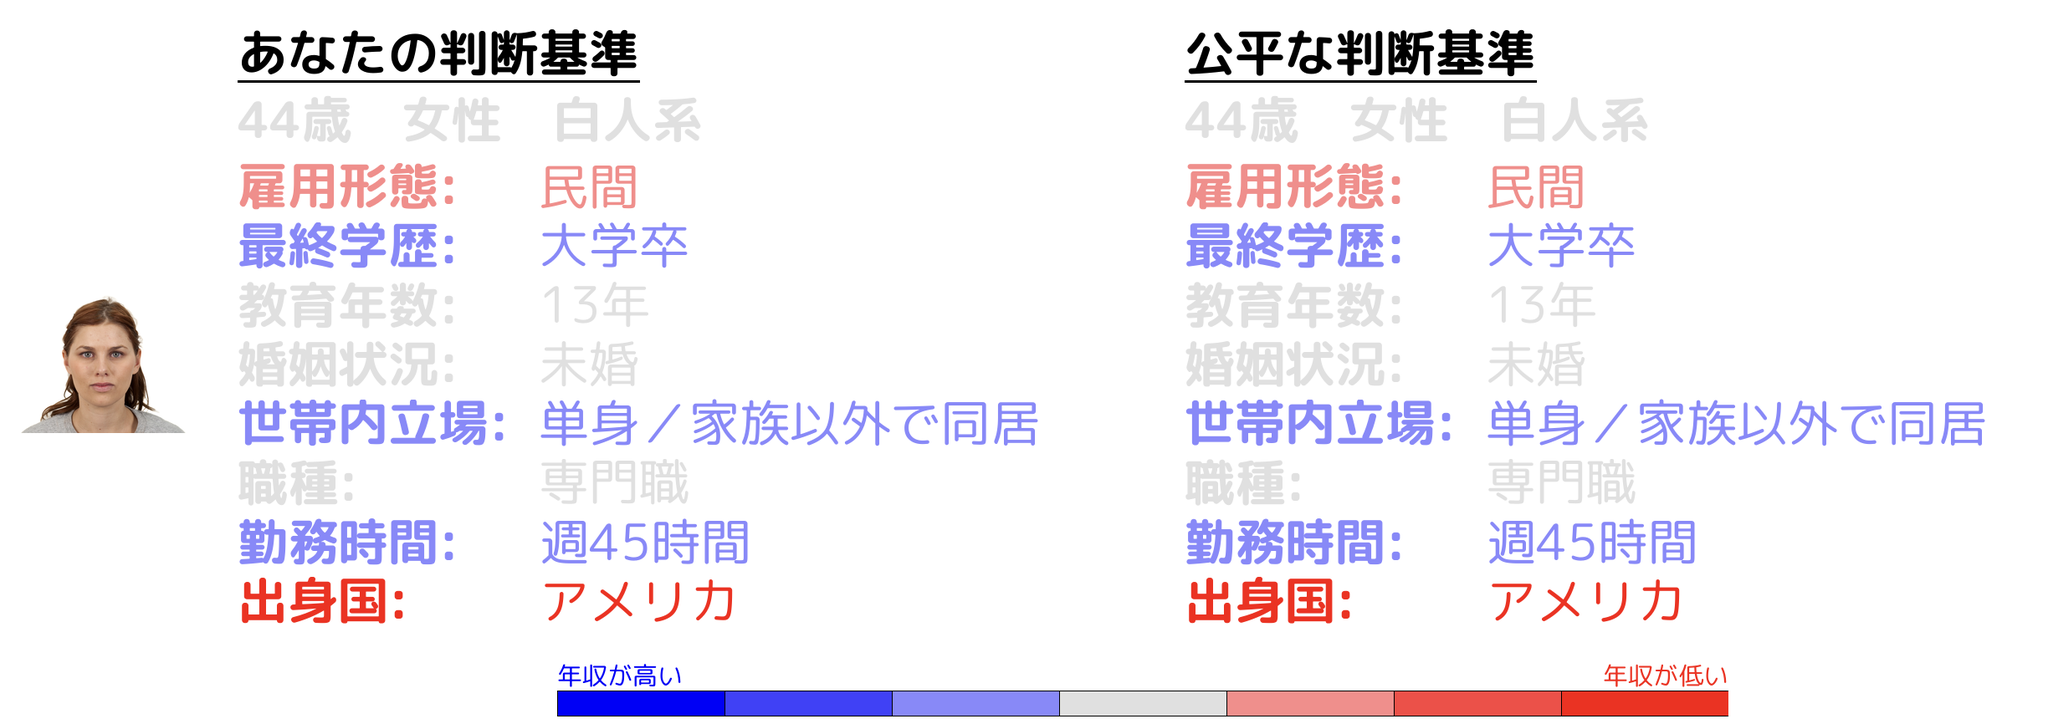 あなたの判断基準
44歳 女性 白人系
雇用形態: 民間
最終学歴: 大学卒
教育年数: 13年
婚姻状況: 未婚
世帯内立場: 単身／家族以外で同居
職種: 専門職
勤務時間: 週45時間
出身国: アメリカ
公平な判断基準
44歳 女性 白人系
雇用形態: 民間
最終学歴: 大学卒
教育年数: 13年
婚姻状況: 未婚
世帯内立場: 単身／家族以外で同居
職種: 専門職
勤務時間: 週45時間
出身国: アメリカ
年収が高い
年収が低い